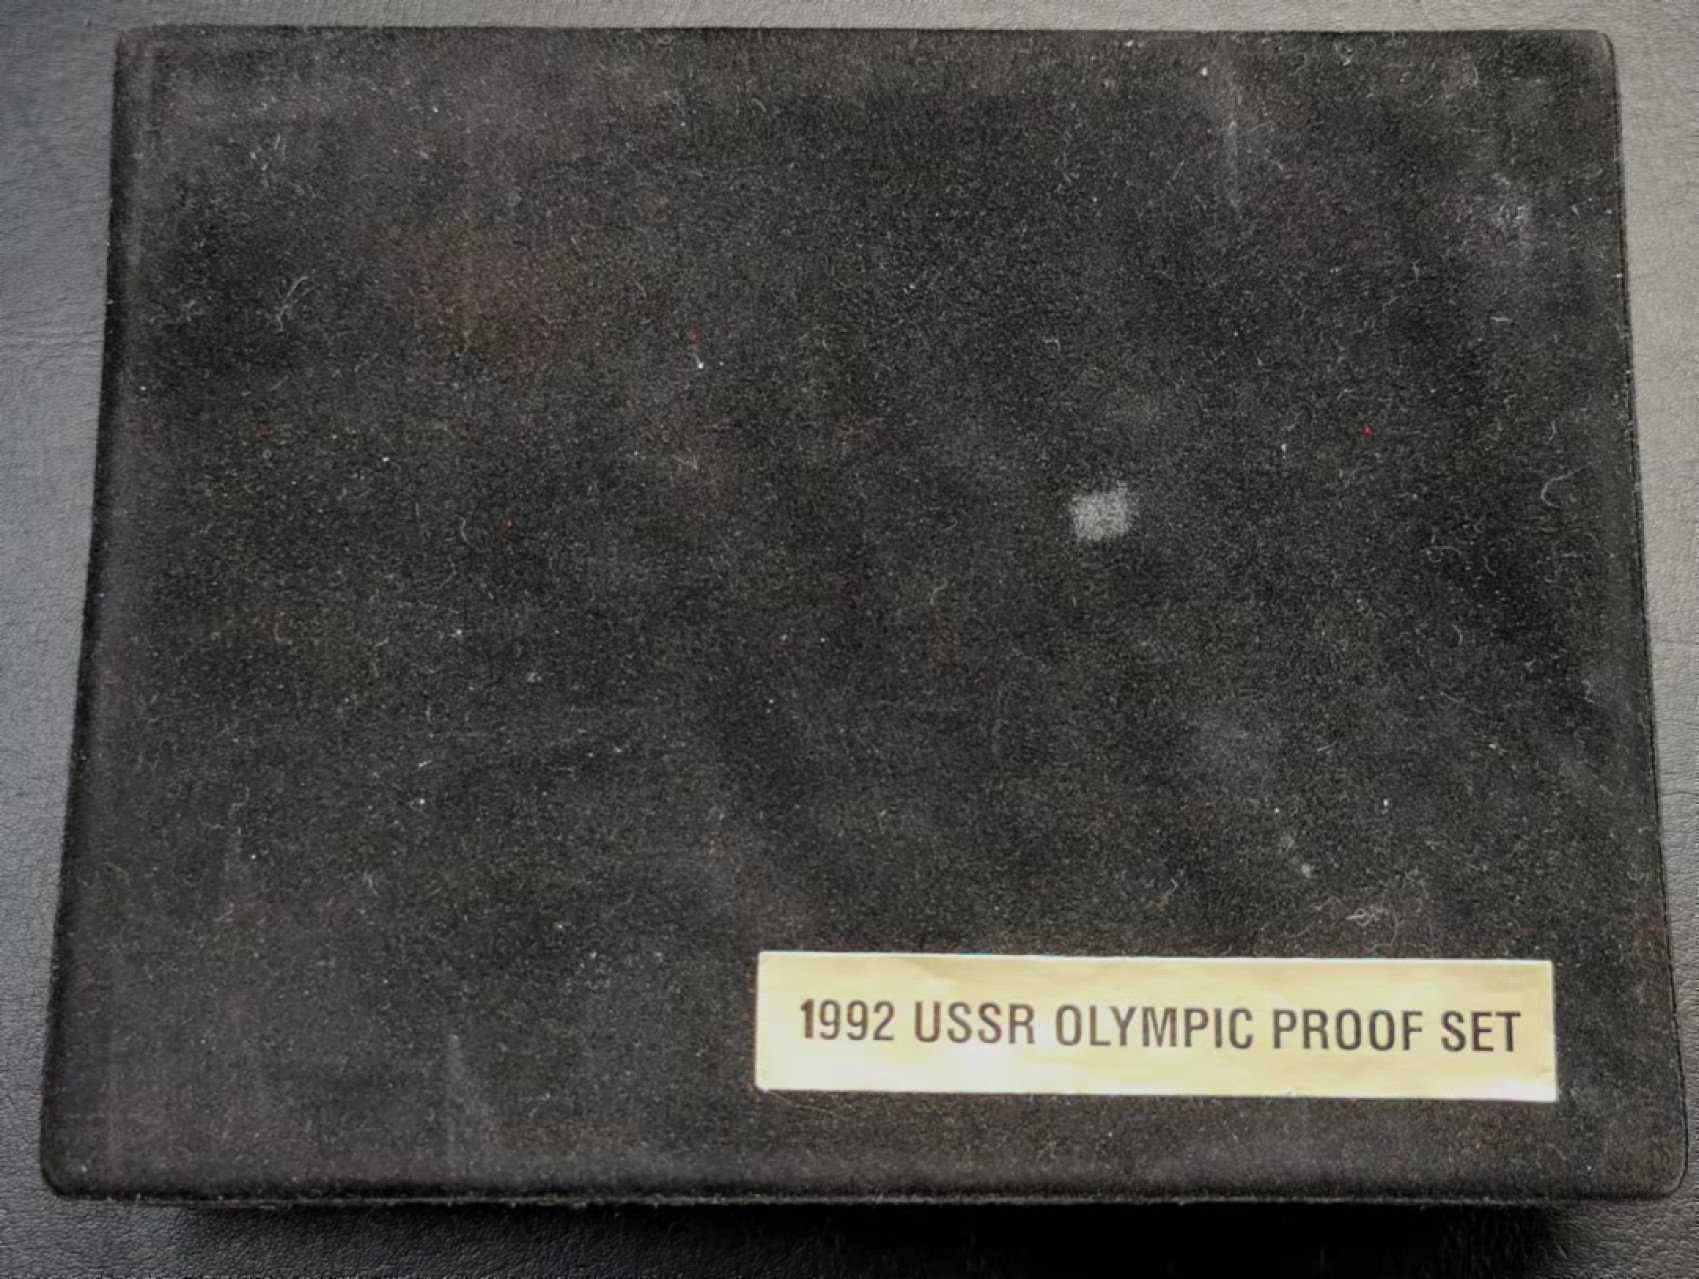 1992 USSR OLYMPIC PROOF SET